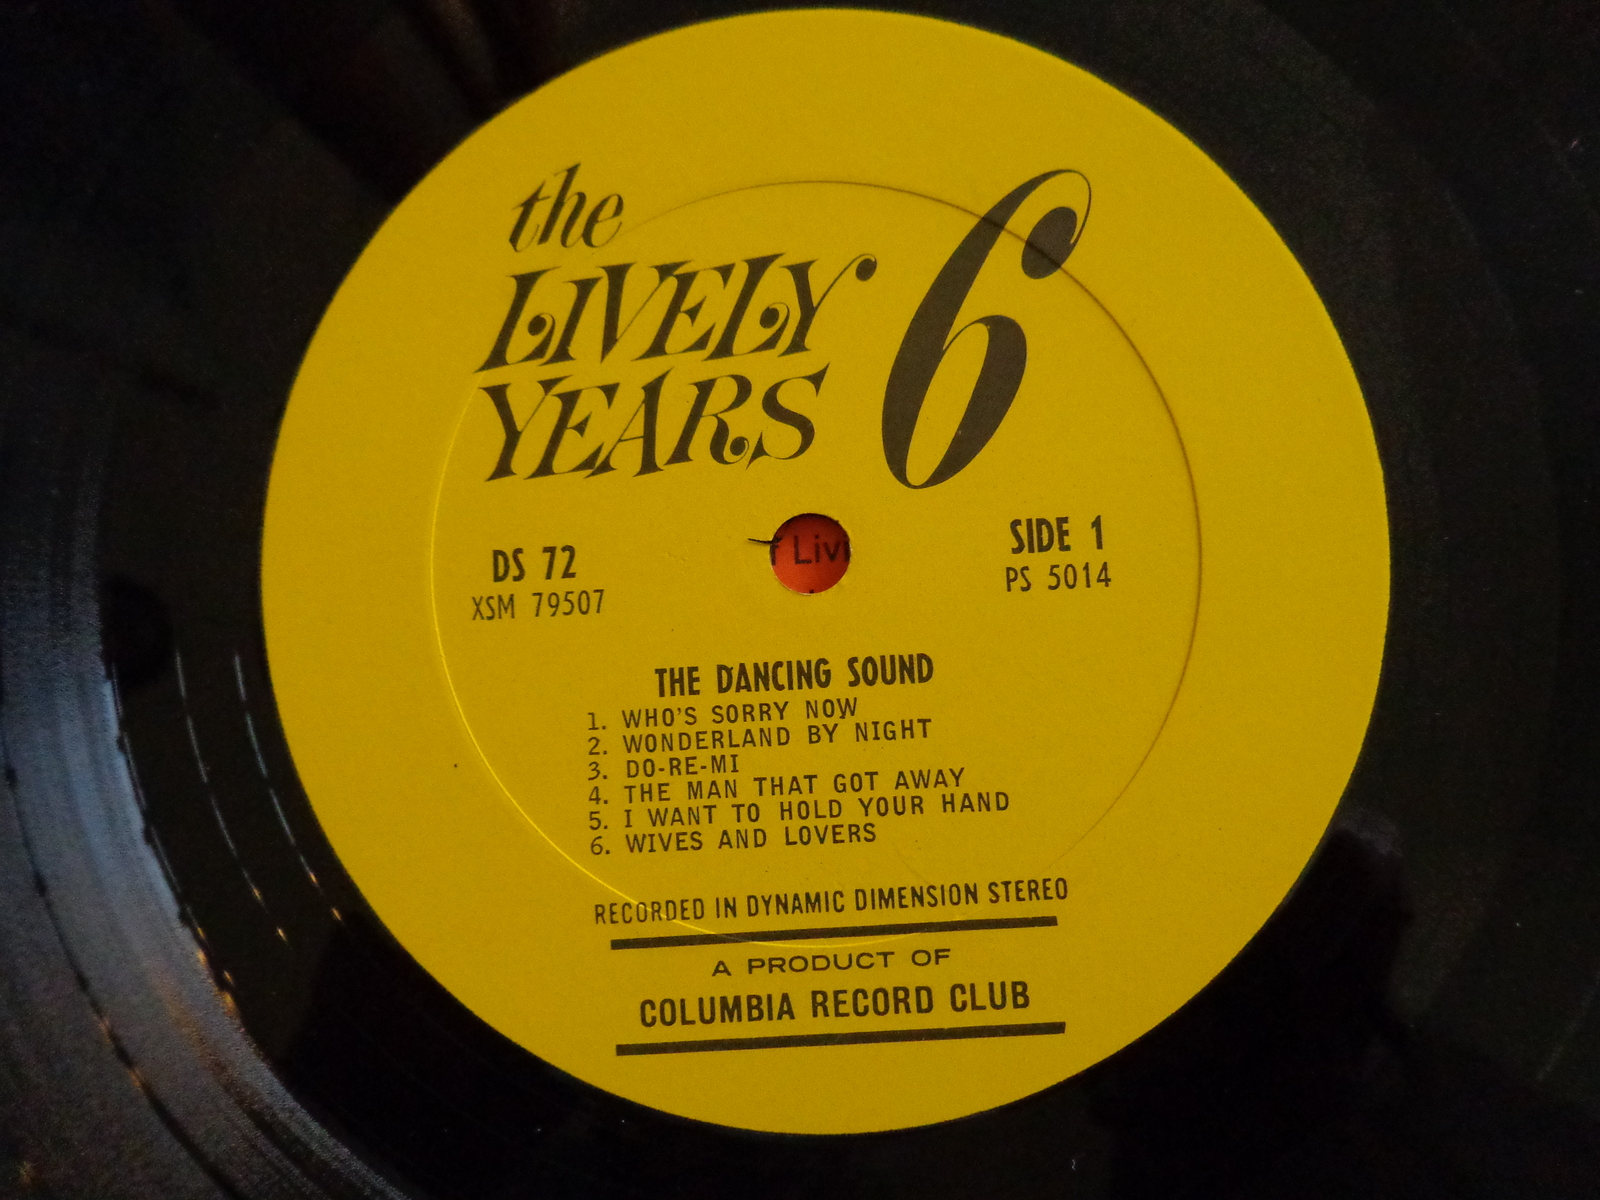 the
LIVELY
YEARS
6
DS 72
XSM 79507
SIDE 1
PS 5014
Liv
THE DANCING SOUND
1. WHO'S SORRY NOW
2. WONDERLAND BY NIGHT
3. DO-RE-MI
4. THE MAN THAT GOT AWAY
5. I WANT TO HOLD YOUR HAND
6. WIVES AND LOVERS
RECORDED IN DYNAMIC DIMENSION STEREO
A PRODUCT OF
COLUMBIA RECORD CLUB